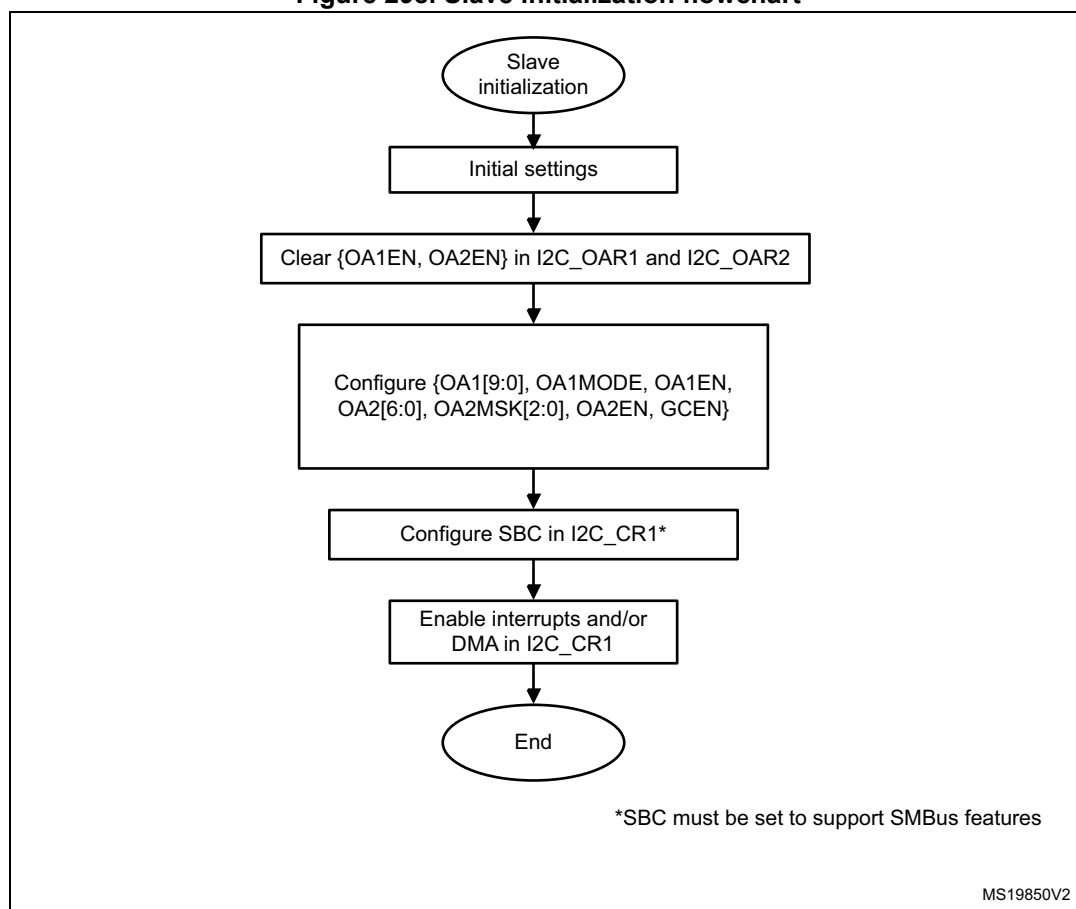 Slave
initialization
Initial settings
Clear {OA1EN, OA2EN} in I2C_OAR1 and I2C_OAR2
Configure {OA1[9:0], OA1MODE, OA1EN,
OA2[6:0], OA2MSK[2:0], OA2EN, GCEN}
Configure SBC in I2C_CR1*
Enable interrupts and/or
DMA in I2C_CR1
End
*SBC must be set to support SMBus features
MS19850V2